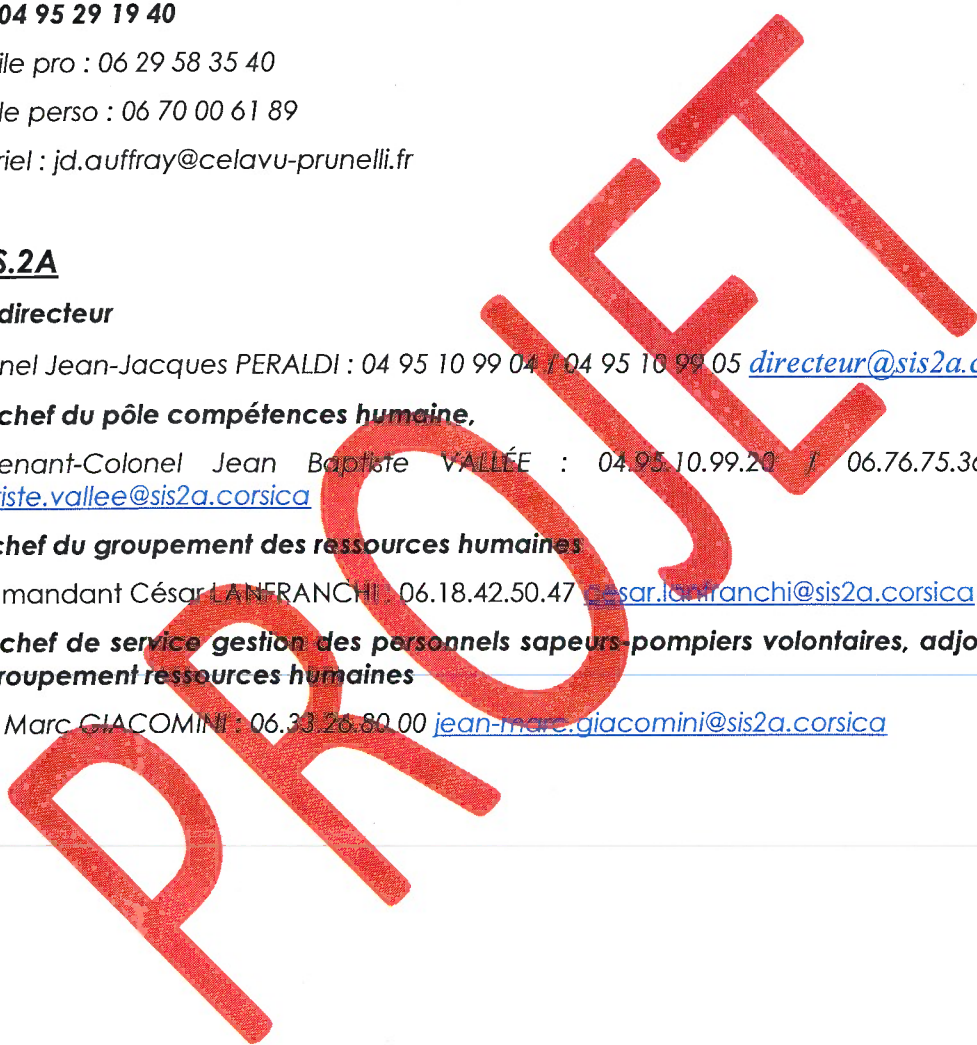 04 95 29 19 40
ile pro : 06 29 58 35 40
le perso : 06 70 00 61 89
riel : jd.auffray@celavu-prunelli.fr
S.2A
directeur
nel Jean-Jacques PERALDI : 04 95 10 99 04 / 04 95 10 99 05 directeur@sis2a.c
chef du pôle compétences humaine,
enant-Colonel Jean Baptiste VALLÉE : 04.95.10.99.20 / 06.76.75.36
iste.vallee@sis2a.corsica
chef du groupement des ressources humaines
mandant César LANFRANCHI : 06.18.42.50.47 cesar.lanfranchi@sis2a.corsica
chef de service gestion des personnels sapeurs-pompiers volontaires, adjo
roupement ressources humaines
Marc GIACOMINI : 06.33.26.80.00 jean-marc.giacomini@sis2a.corsica
PROJET